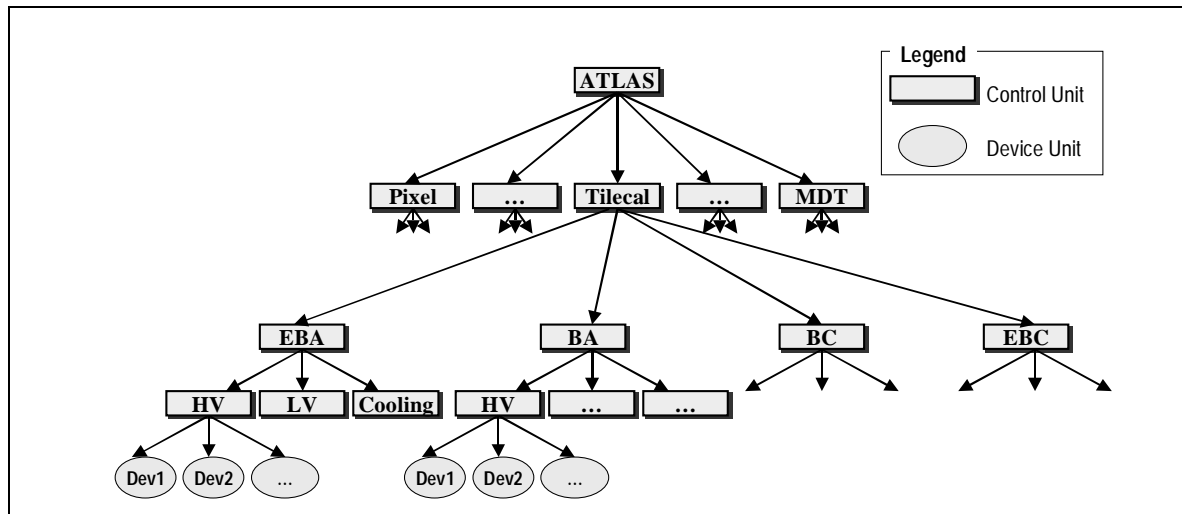 Legend
ATLAS
Control Unit
Device Unit
Pixel ... Tilecal ... MDT
EBA BA BC EBC
HV LV Cooling HV ... ...
Dev1 Dev2 ... Dev1 Dev2 ...